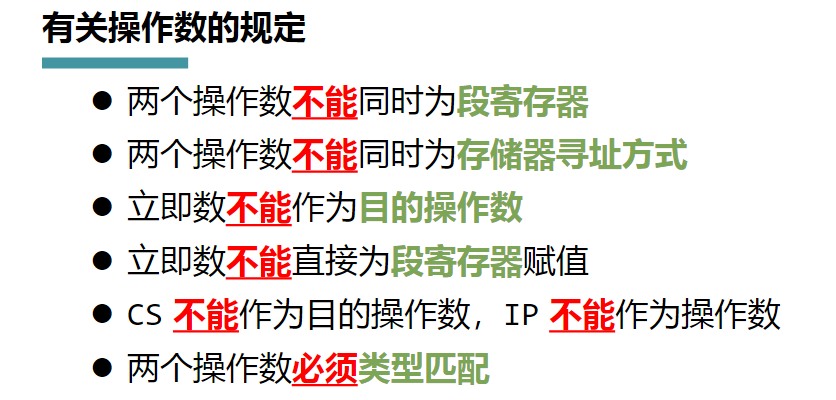 有关操作数的规定
● 两个操作数不能同时为段寄存器
● 两个操作数不能同时为存储器寻址方式
● 立即数不能作为目的操作数
● 立即数不能直接为段寄存器赋值
● CS 不能作为目的操作数，IP 不能作为操作数
● 两个操作数必须类型匹配